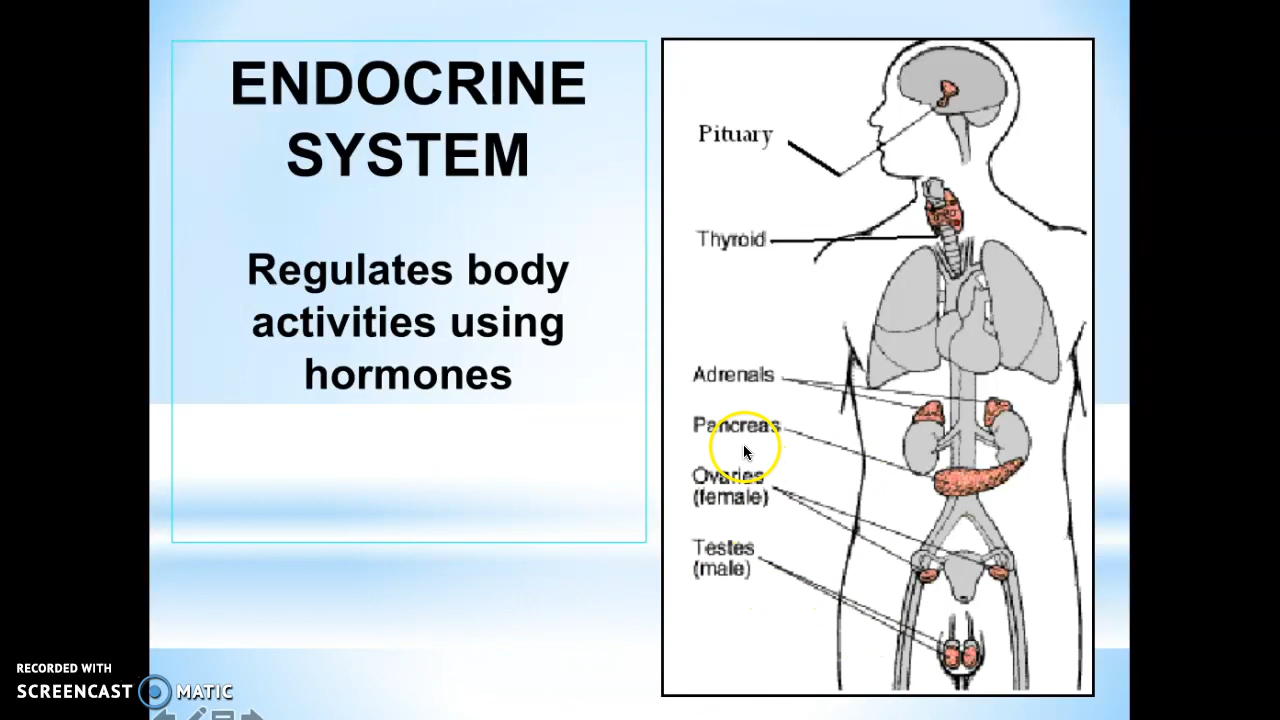 ENDOCRINE
SYSTEM
Regulates body
activities using
hormones
Pituary
Thyroid
Adrenals
Pancreas
Ovaries
(female)
Testes
(male)
RECORDED WITH
SCREENCAST MATIC